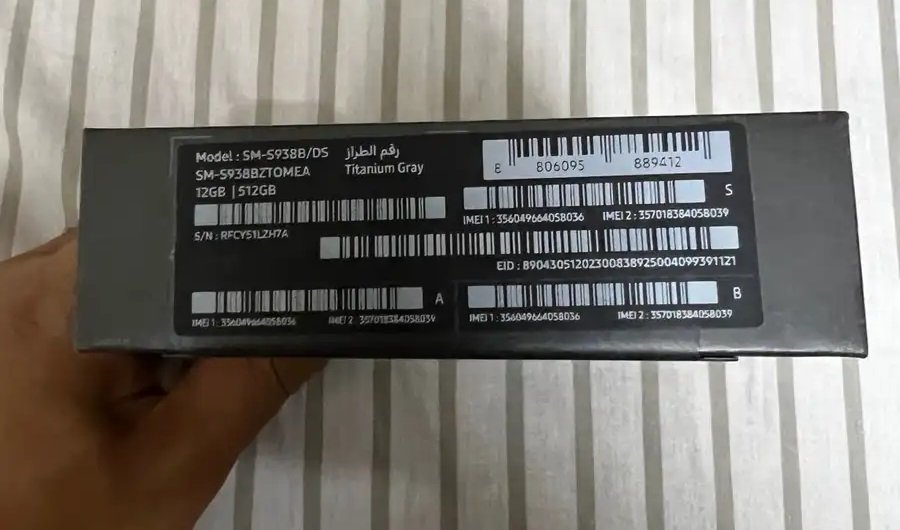 Model : SM-S938B/DS رقم الطراز
SM-S938BZTOMEA Titanium Gray
12GB | 512GB
8 806095 889412
S/N : RFCY51LZH7A
S
IMEI 1 : 356049664058036 IMEI 2 : 357018384058039
EID : 89043051202300838925004099391121
A
IMEI 1 : 356049664058036 IMEI 2 : 357018384058039
B
IMEI 1 : 356049664058036 IMEI 2 : 357018384058039